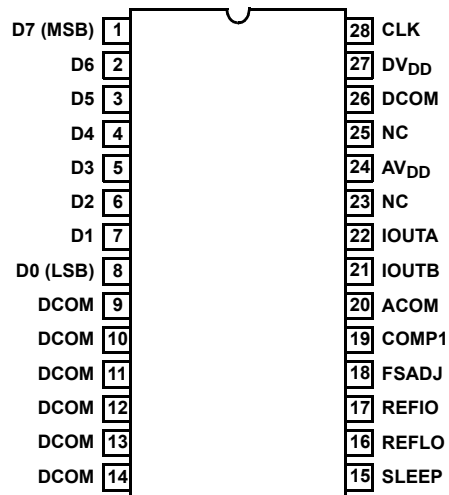 D7 (MSB) 1 28 CLK
D6 2 27 DVDD
D5 3 26 DCOM
D4 4 25 NC
D3 5 24 AVDD
D2 6 23 NC
D1 7 22 IOUTA
D0 (LSB) 8 21 IOUTB
DCOM 9 20 ACOM
DCOM 10 19 COMP1
DCOM 11 18 FSADJ
DCOM 12 17 REFIO
DCOM 13 16 REFLO
DCOM 14 15 SLEEP